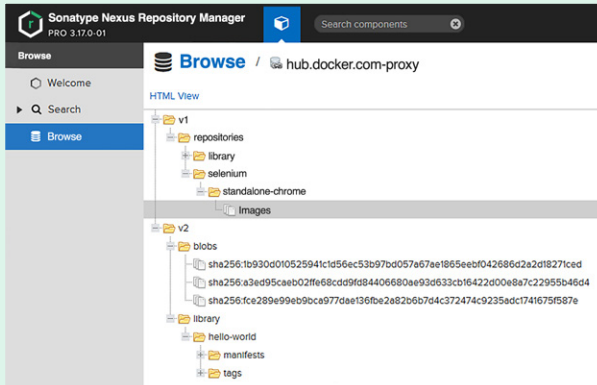 Sonatype Nexus Repository Manager
PRO 3.17.0-01
Search components
Browse
Browse / hub.docker.com-proxy
Welcome
Search
Browse
HTML View
v1
repositories
library
selenium
standalone-chrome
Images
v2
blobs
sha256:1b930d010525941c1d56ec53b97bd057a67ae1865eebf042686d2a2d18271ced
sha256:a3ed95caeb02ffe68cdd9fd84406680ae93d633cb16422d00e8a7c22955b46d4
sha256:fce289e99eb9bca977dae136fbe2a82b6b7d4c372474c9235adc1741675f587e
library
hello-world
manifests
tags